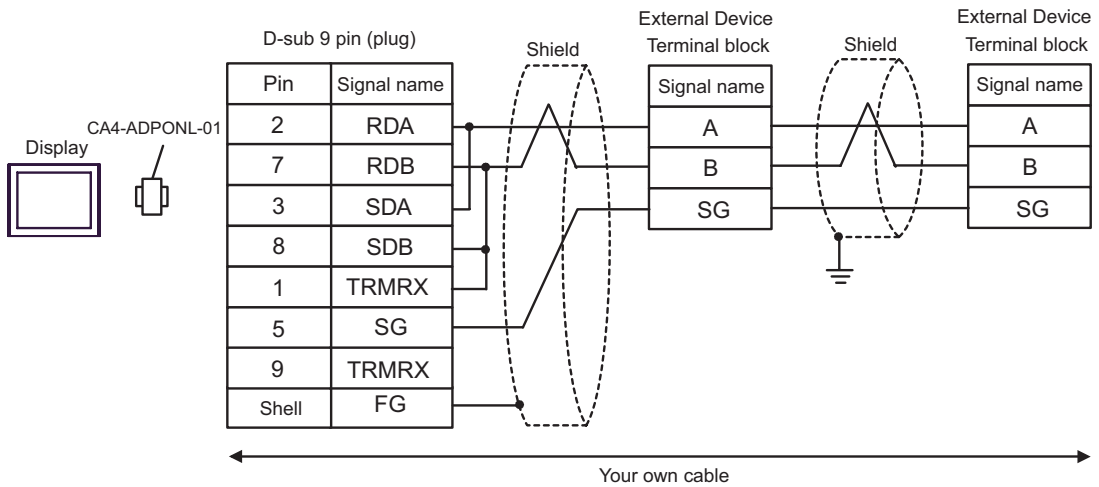 External Device
Terminal block
External Device
Terminal block
D-sub 9 pin (plug)
Shield
Shield
Pin
Signal name
Signal name
Signal name
CA4-ADPONL-01
Display
2
RDA
A
A
7
RDB
B
B
3
SDA
SG
SG
8
SDB
1
TRMRX
5
SG
9
TRMRX
Shell
FG
Your own cable